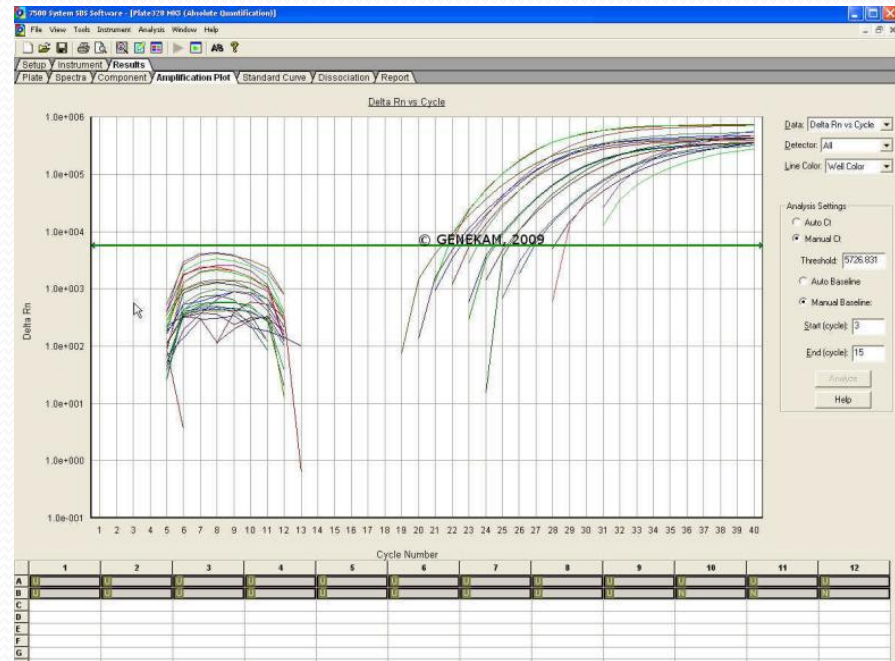 7500 System SDS Software - [Plate328 MKS (Absolute Quantification)]
File View Tools Instrument Analysis Window Help
Setup Instrument Results
Plate Spectra Component Amplification Plot Standard Curve Dissociation Report
Delta Rn vs Cycle
Data: Delta Rn vs Cycle
Detector: All
Line Color: Well Color
Analysis Settings
Auto Ct
Manual Ct
Threshold: 5726.831
Auto Baseline
Manual Baseline:
Start (cycle): 3
End (cycle): 15
Analyze
Help
1.0e+006
1.0e+005
1.0e+004
1.0e+003
1.0e+002
1.0e+001
1.0e+000
1.0e-001
Delta Rn
© GENEKAM, 2009
1 2 3 4 5 6 7 8 9 10 11 12 13 14 15 16 17 18 19 20 21 22 23 24 25 26 27 28 29 30 31 32 33 34 35 36 37 38 39 40
Cycle Number
1 2 3 4 5 6 7 8 9 10 11 12
A U U U U U U U U U U U U
B U U U U U U U U U N N N
C
D
E
F
G